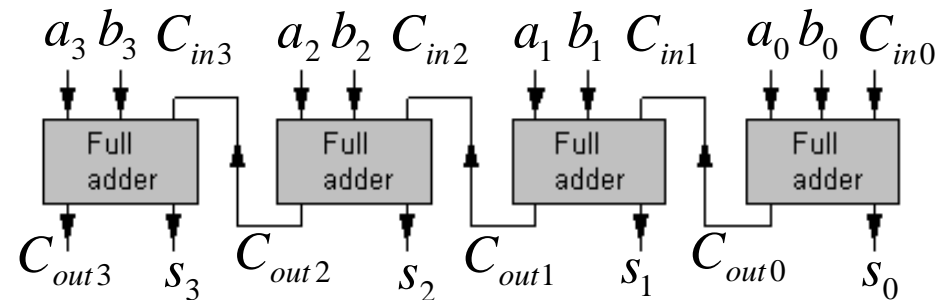 a3 b3 Cin3 a2 b2 Cin2 a1 b1 Cin1 a0 b0 Cin0
Full adder
Full adder
Full adder
Full adder
Cout3 s3 Cout2 s2 Cout1 s1 Cout0 s0